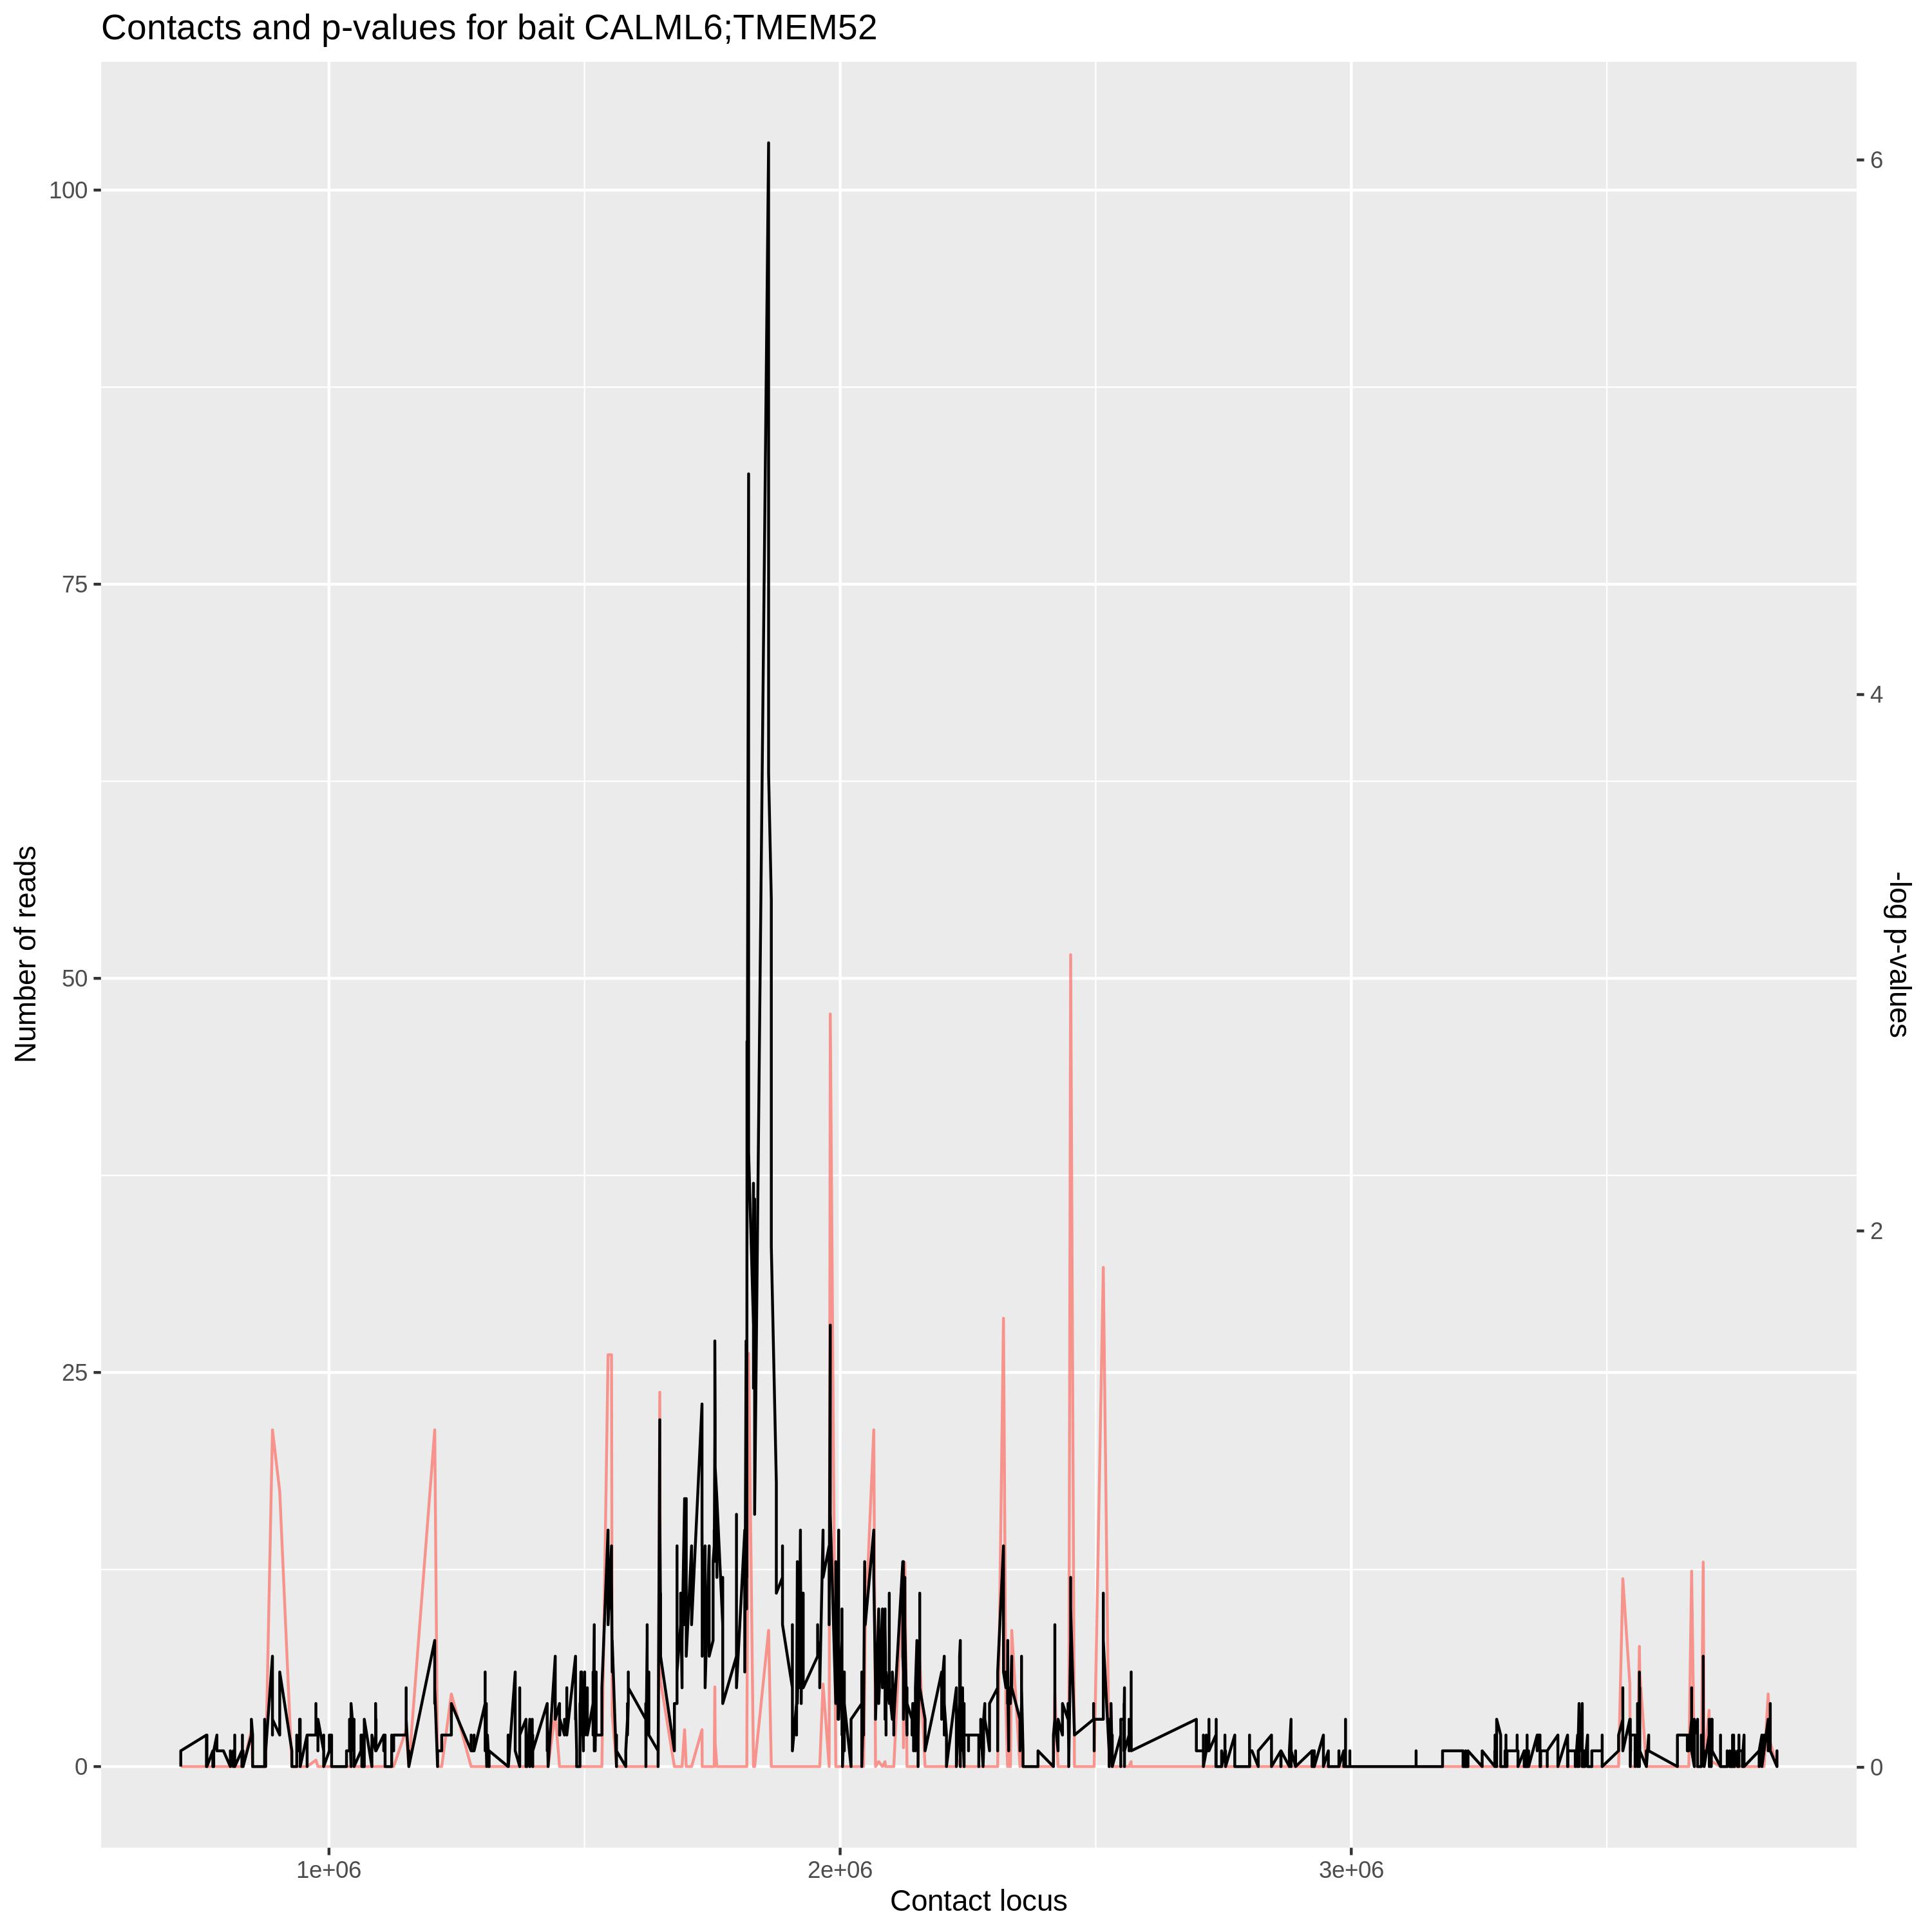 Contacts and p-values for bait CALML6;TMEM52
100
75
50
25
0
6
4
2
0
Number of reads
-log p-values
1e+06
2e+06
3e+06
Contact locus